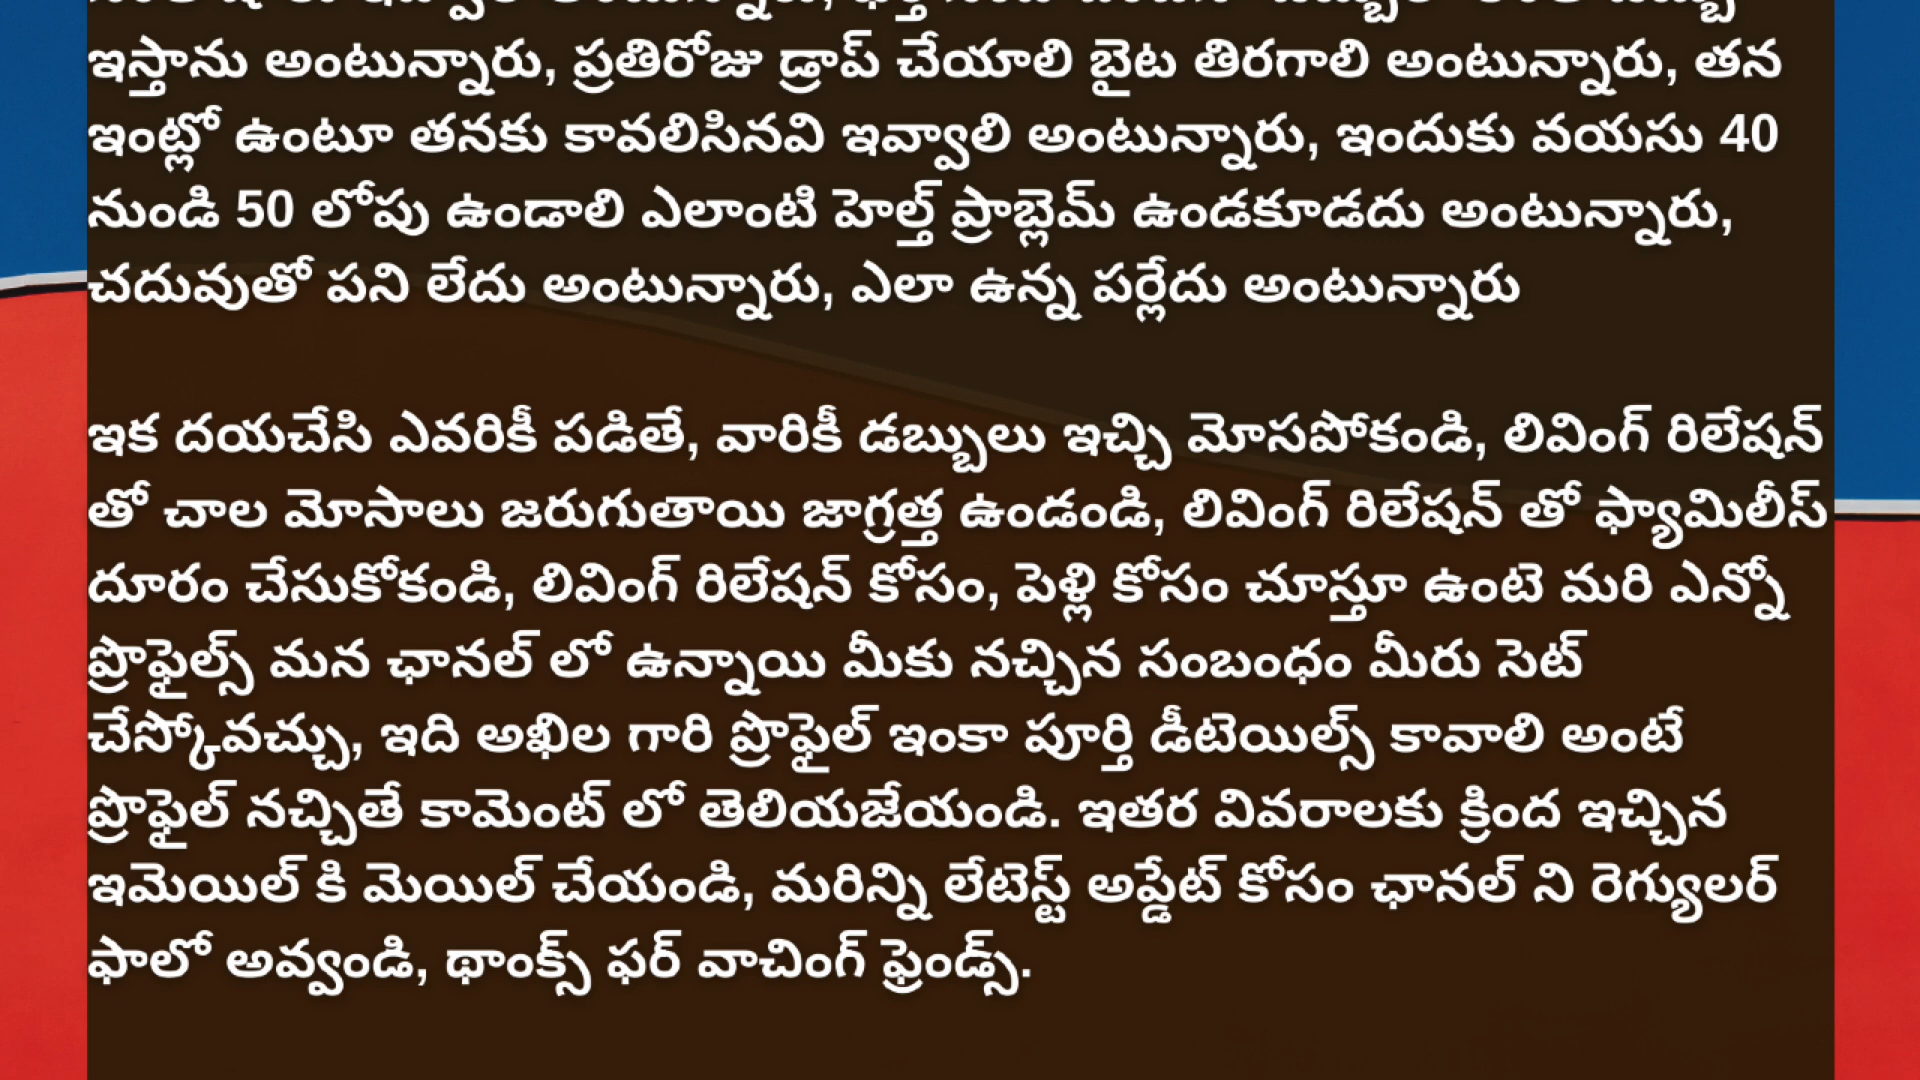 ఇస్తాను అంటున్నారు, ప్రతిరోజు డ్రాప్ చేయాలి బైట తిరగాలి అంటున్నారు, తన
ఇంట్లో ఉంటూ తనకు కావలిసినవి ఇవ్వాలి అంటున్నారు, ఇందుకు వయసు 40
నుండి 50 లోపు ఉండాలి ఎలాంటి హెల్త్ ప్రాబ్లెమ్ ఉండకూడదు అంటున్నారు,
చదువుతో పని లేదు అంటున్నారు, ఎలా ఉన్న పర్లేదు అంటున్నారు
ఇక దయచేసి ఎవరికీ పడితే, వారికీ డబ్బులు ఇచ్చి మోసపోకండి, లివింగ్ రిలేషన్
తో చాల మోసాలు జరుగుతాయి జాగ్రత్త ఉండండి, లివింగ్ రిలేషన్ తో ఫ్యామిలీస్
దూరం చేసుకోకండి, లివింగ్ రిలేషన్ కోసం, పెళ్లి కోసం చూస్తూ ఉంటె మరి ఎన్నో
ప్రొఫైల్స్ మన ఛానల్ లో ఉన్నాయి మీకు నచ్చిన సంబంధం మీరు సెట్
చేస్కోవచ్చు, ఇది అఖిల గారి ప్రొఫైల్ ఇంకా పూర్తి డీటెయిల్స్ కావాలి అంటే
ప్రొఫైల్ నచ్చితే కామెంట్ లో తెలియజేయండి. ఇతర వివరాలకు క్రింద ఇచ్చిన
ఇమెయిల్ కి మెయిల్ చేయండి, మరిన్ని లేటెస్ట్ అప్డేట్ కోసం ఛానల్ ని రెగ్యులర్
ఫాలో అవ్వండి, థాంక్స్ ఫర్ వాచింగ్ ఫ్రెండ్స్.